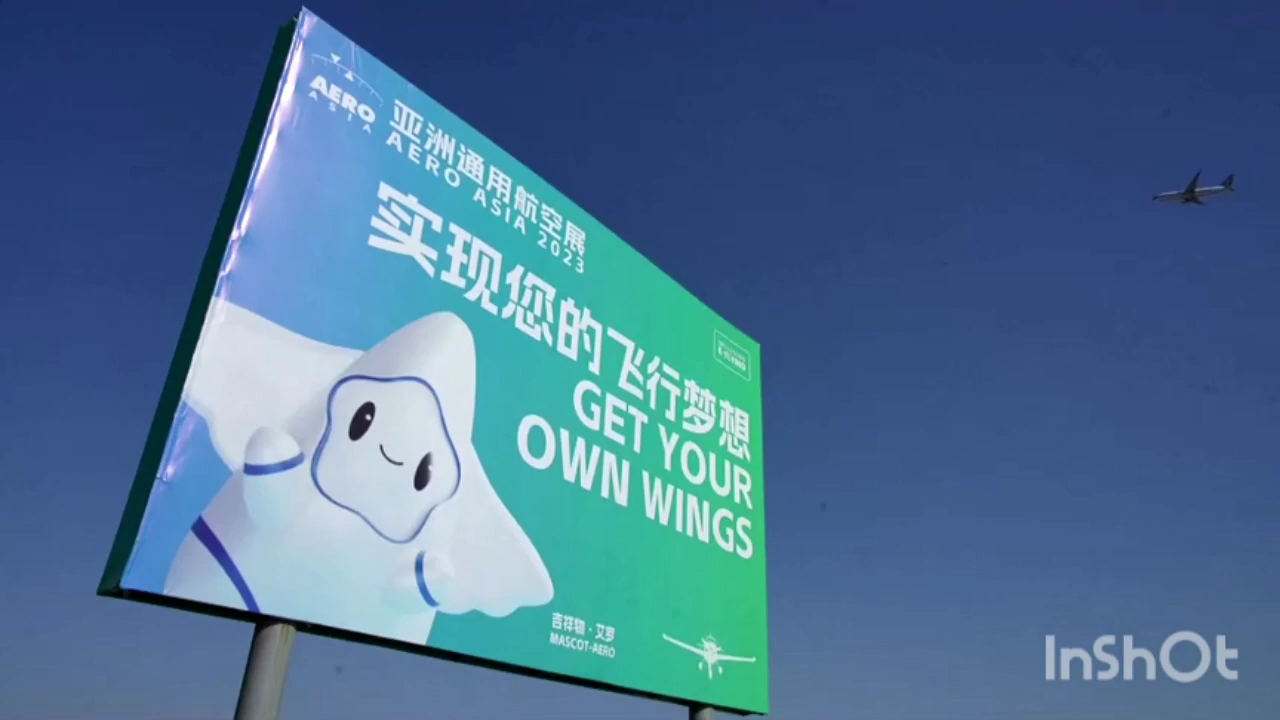 AERO
ASIA
亚洲通用航空展
AERO ASIA 2023
实现您的飞行梦想
GET YOUR
OWN WINGS
吉祥物·艾罗
MASCOT-AERO
InShOt